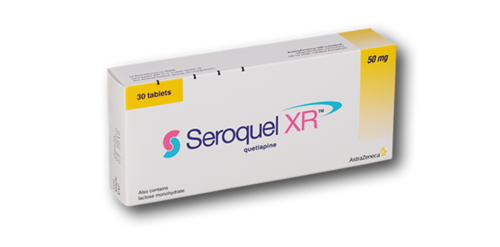 30 tablets
50 mg
Seroquel XR™
quetiapine
Also contains
lactose monohydrate
AstraZeneca